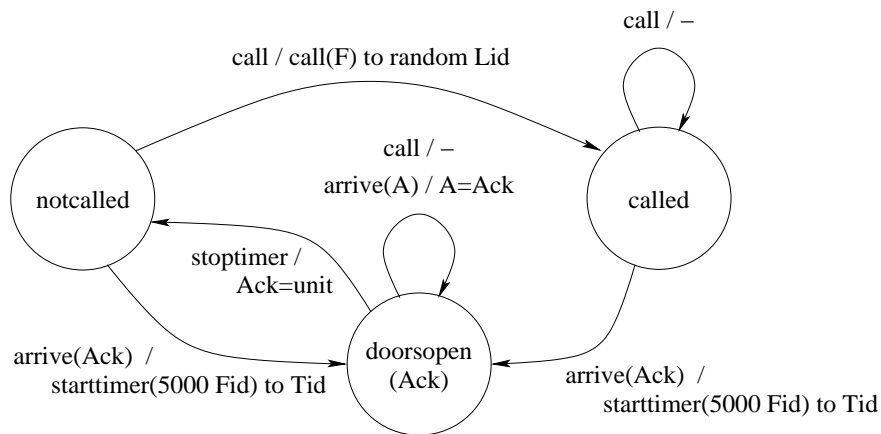 call / –
call / call(F) to random Lid
call / –
arrive(A) / A=Ack
notcalled
called
stoptimer /
Ack=unit
doorsopen
(Ack)
arrive(Ack) /
starttimer(5000 Fid) to Tid
arrive(Ack) /
starttimer(5000 Fid) to Tid